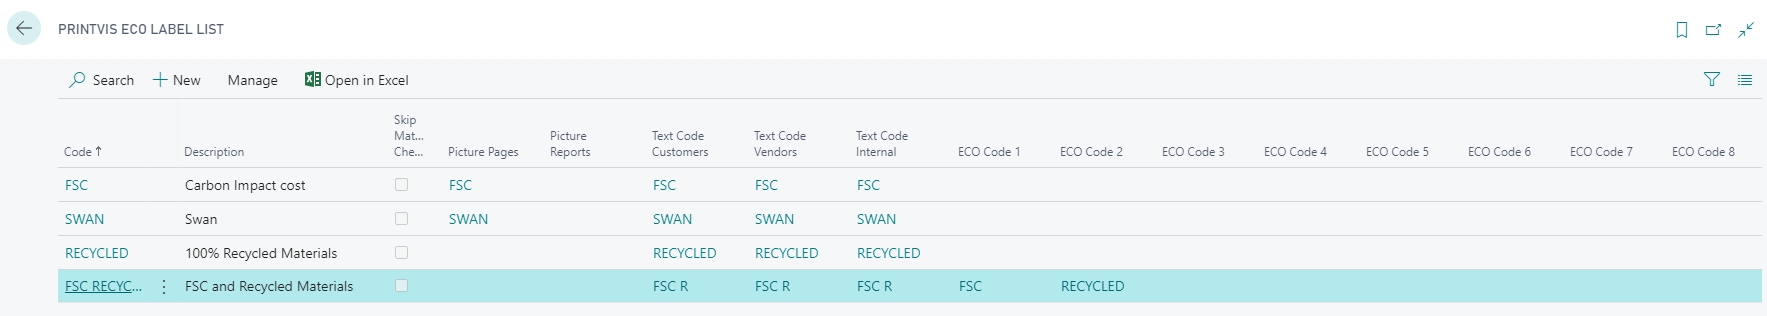 PRINTVIS ECO LABEL LIST
Search New Manage Open in Excel
Code ↑ Description Skip Mat... Che... Picture Pages Picture Reports Text Code Customers Text Code Vendors Text Code Internal ECO Code 1 ECO Code 2 ECO Code 3 ECO Code 4 ECO Code 5 ECO Code 6 ECO Code 7 ECO Code 8
FSC Carbon Impact cost FSC FSC FSC FSC
SWAN Swan SWAN SWAN SWAN SWAN
RECYCLED 100% Recycled Materials RECYCLED RECYCLED RECYCLED
FSC RECYC... FSC and Recycled Materials FSC R FSC R FSC R FSC RECYCLED